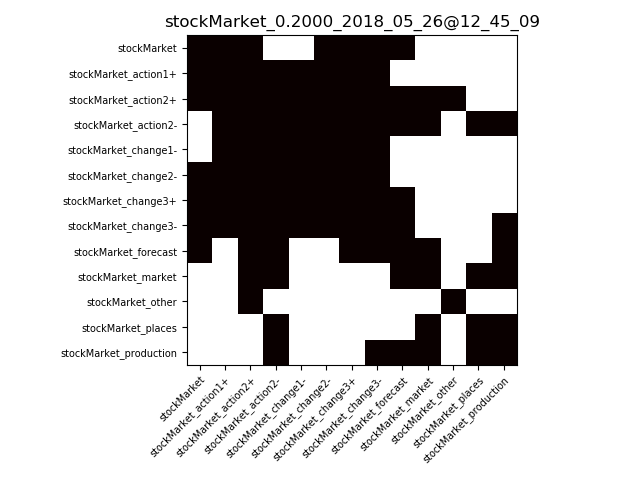 stockMarket_0.2000_2018_05_26@12_45_09
stockMarket
stockMarket_action1+
stockMarket_action2+
stockMarket_action2-
stockMarket_change1-
stockMarket_change2-
stockMarket_change3+
stockMarket_change3-
stockMarket_forecast
stockMarket_market
stockMarket_other
stockMarket_places
stockMarket_production
stockMarket
stockMarket_action1+
stockMarket_action2+
stockMarket_action2-
stockMarket_change1-
stockMarket_change2-
stockMarket_change3+
stockMarket_change3-
stockMarket_forecast
stockMarket_market
stockMarket_other
stockMarket_places
stockMarket_production